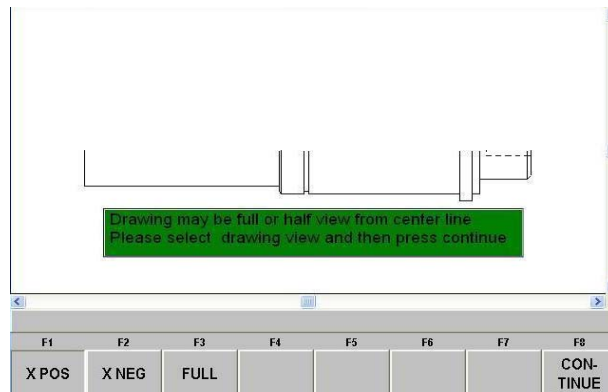 Drawing may be full or half view from center line
Please select drawing view and then press continue
F1 F2 F3 F4 F5 F6 F7 F8
X POS X NEG FULL CON-
TINUE